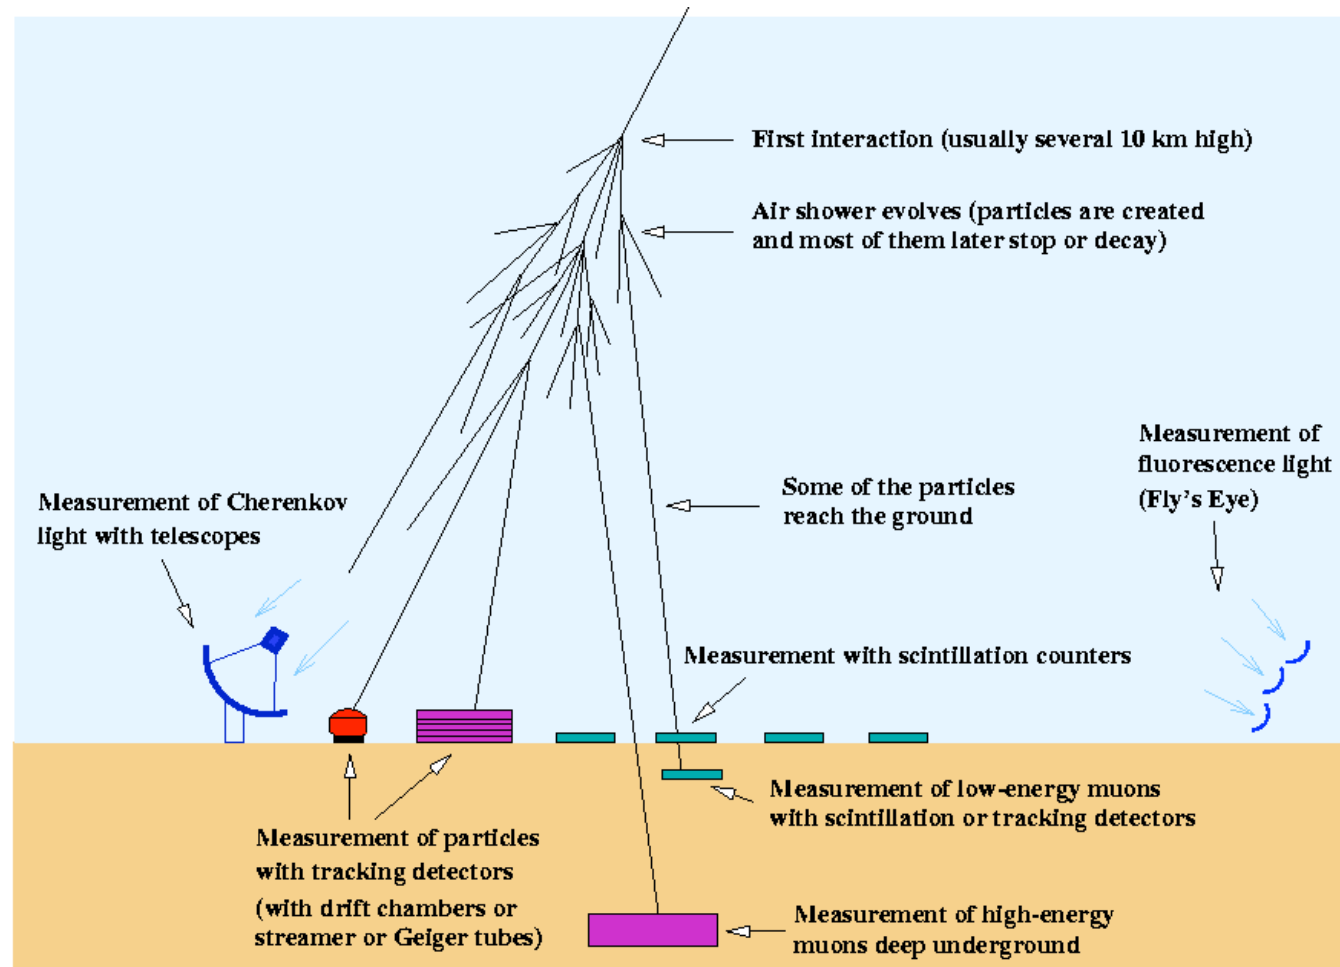 First interaction (usually several 10 km high)
Air shower evolves (particles are created
and most of them later stop or decay)
Measurement of
fluorescence light
(Fly's Eye)
Measurement of Cherenkov
light with telescopes
Some of the particles
reach the ground
Measurement with scintillation counters
Measurement of low-energy muons
with scintillation or tracking detectors
Measurement of particles
with tracking detectors
(with drift chambers or
streamer or Geiger tubes)
Measurement of high-energy
muons deep underground